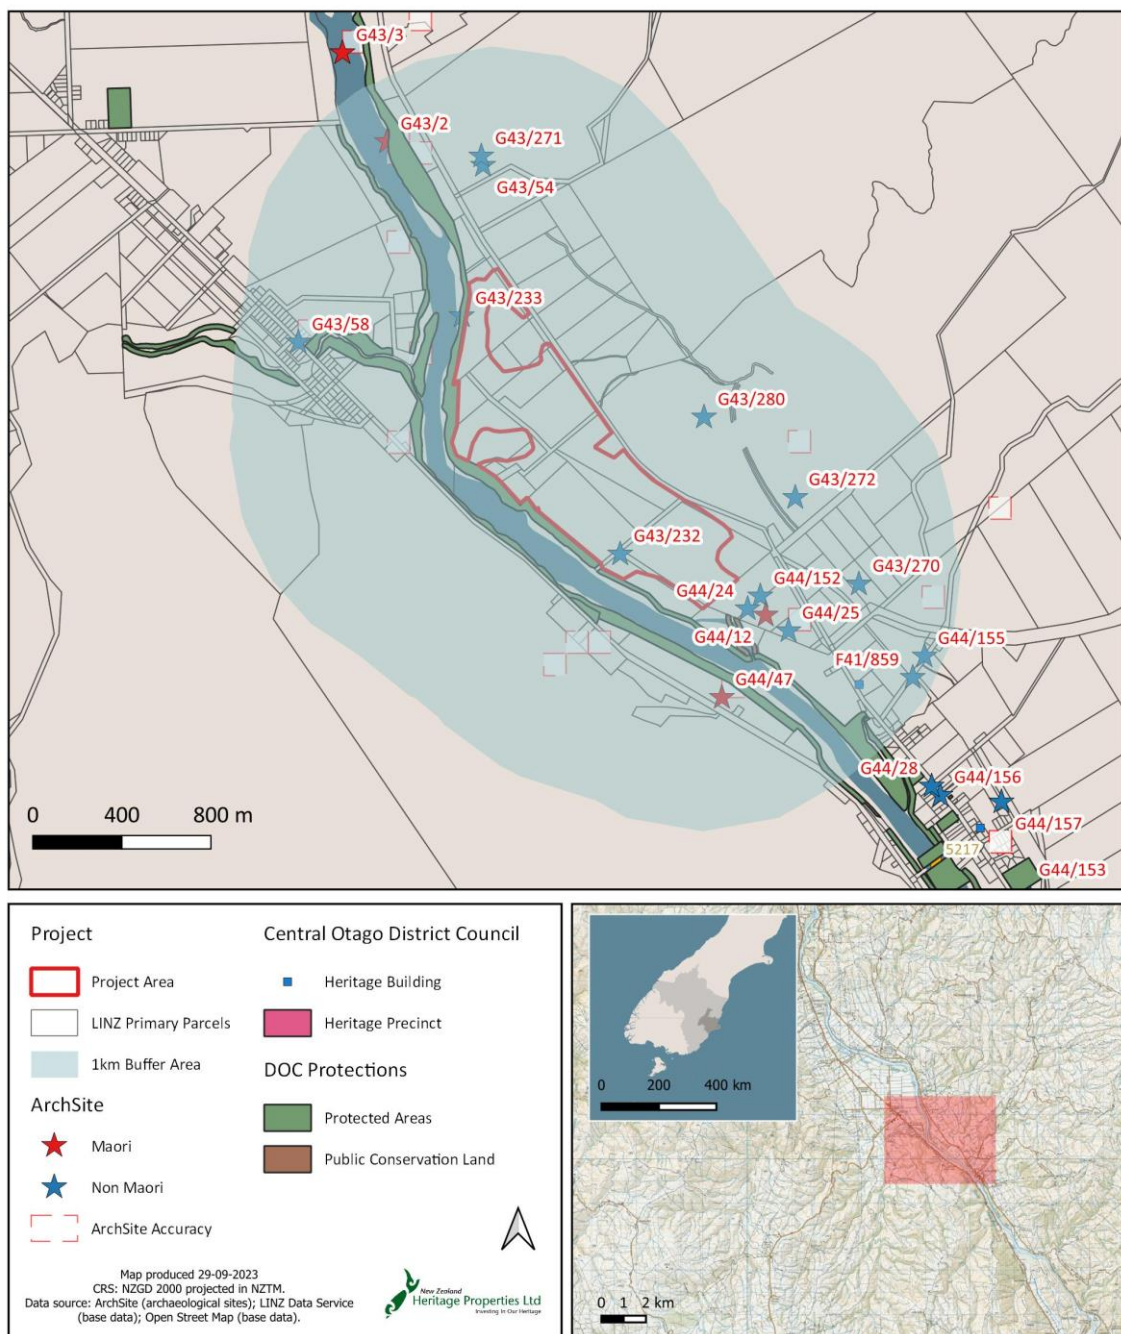 G43/3
G43/2
G43/271
G43/54
G43/233
G43/58
G43/280
G43/272
G43/232
G43/270
G44/152
G44/24
G44/25
G44/12
G44/155
F41/859
G44/47
G44/28
G44/156
G44/157
5217
G44/153
0 400 800 m
Project
Project Area
LINZ Primary Parcels
1km Buffer Area
ArchSite
Maori
Non Maori
ArchSite Accuracy
Central Otago District Council
Heritage Building
Heritage Precinct
DOC Protections
Protected Areas
Public Conservation Land
Map produced 29-09-2023
CRS: NZGD 2000 projected in NZTM.
Data source: ArchSite (archaeological sites); LINZ Data Service
(base data); Open Street Map (base data).
New Zealand
Heritage Properties Ltd
Investing In Our Heritage
0 200 400 km
0 1 2 km